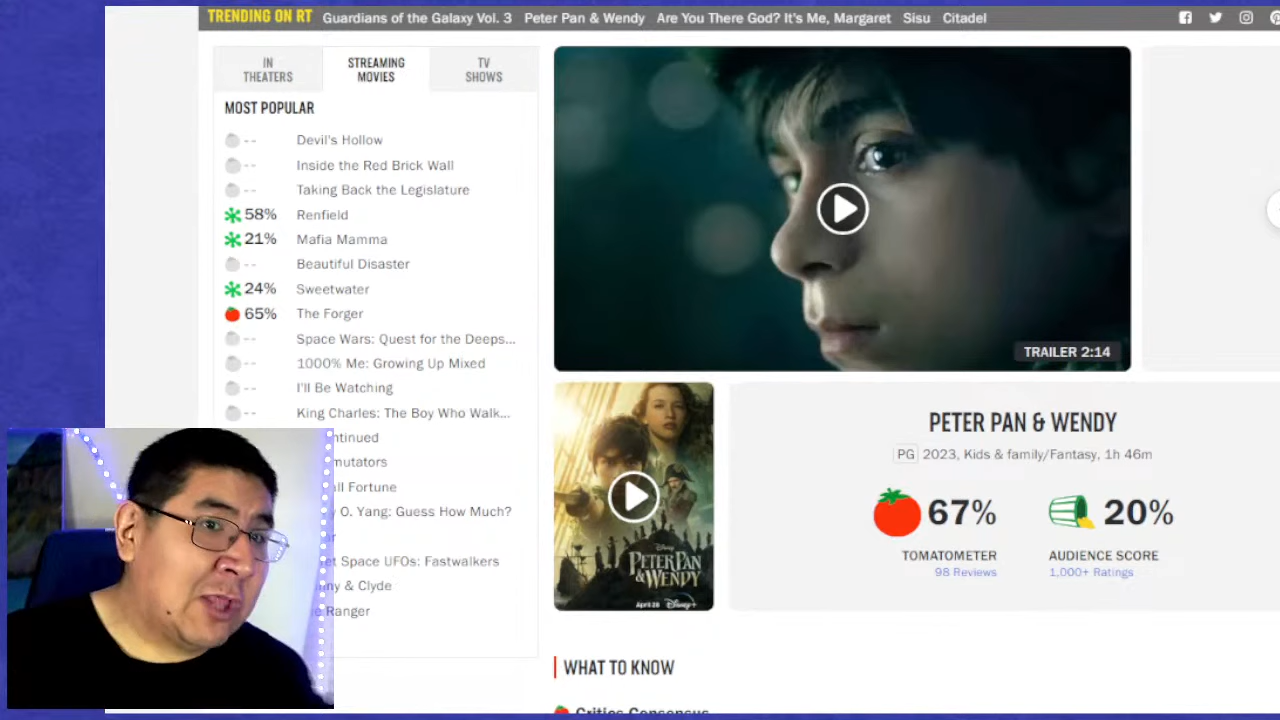 TRENDING ON RT Guardians of the Galaxy Vol. 3 Peter Pan & Wendy Are You There God? It's Me, Margaret Sisu Citadel
IN THEATERS
STREAMING MOVIES
TV SHOWS
MOST POPULAR
-- Devil's Hollow
-- Inside the Red Brick Wall
-- Taking Back the Legislature
58% Renfield
21% Mafia Mamma
-- Beautiful Disaster
24% Sweetwater
65% The Forger
-- Space Wars: Quest for the Deeps...
-- 1000% Me: Growing Up Mixed
-- I'll Be Watching
-- King Charles: The Boy Who Walk...
ntinued
mutators
ll Fortune
O. Yang: Guess How Much?
et Space UFOs: Fastwalkers
ny & Clyde
Ranger
TRAILER 2:14
Disney
PETER PAN
& WENDY
April 28 Disney+
PETER PAN & WENDY
PG 2023, Kids & family/Fantasy, 1h 46m
67%
TOMATOMETER
98 Reviews
20%
AUDIENCE SCORE
1,000+ Ratings
WHAT TO KNOW
Critics Consensus